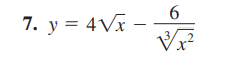 7. y = 4√x − 6/∛x²